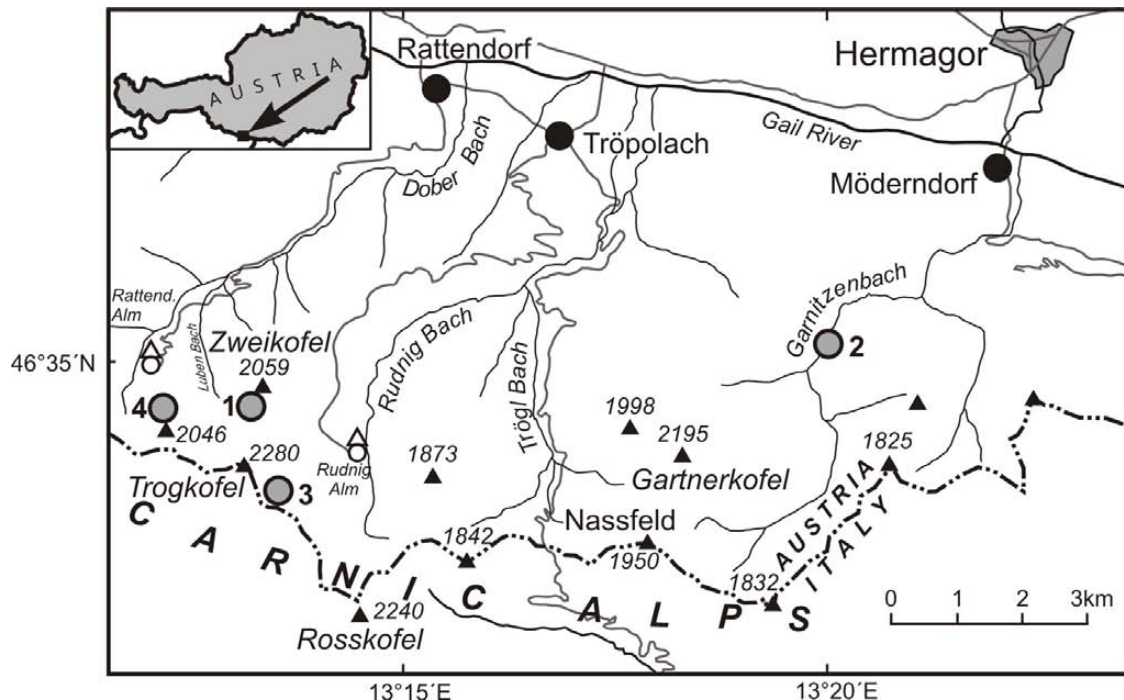 AUSTRIA
Rattendorf
Hermagor
Dober Bach
Tröpolach
Gail River
Möderndorf
Rattend.
Alm
Luben Bach
Zweikofel
2059
Rudnig Bach
Trögl Bach
Garnitzenbach
46°35´N
2
4
1
2046
2280
1998
2195
1873
1825
Trogkofel
3
Rudnig
Alm
Gartnerkofel
Nassfeld
AUSTRIA
ITALY
1842
1950
1832
CARNIC ALPS
2240
Rosskofel
0 1 2 3km
13°15´E
13°20´E